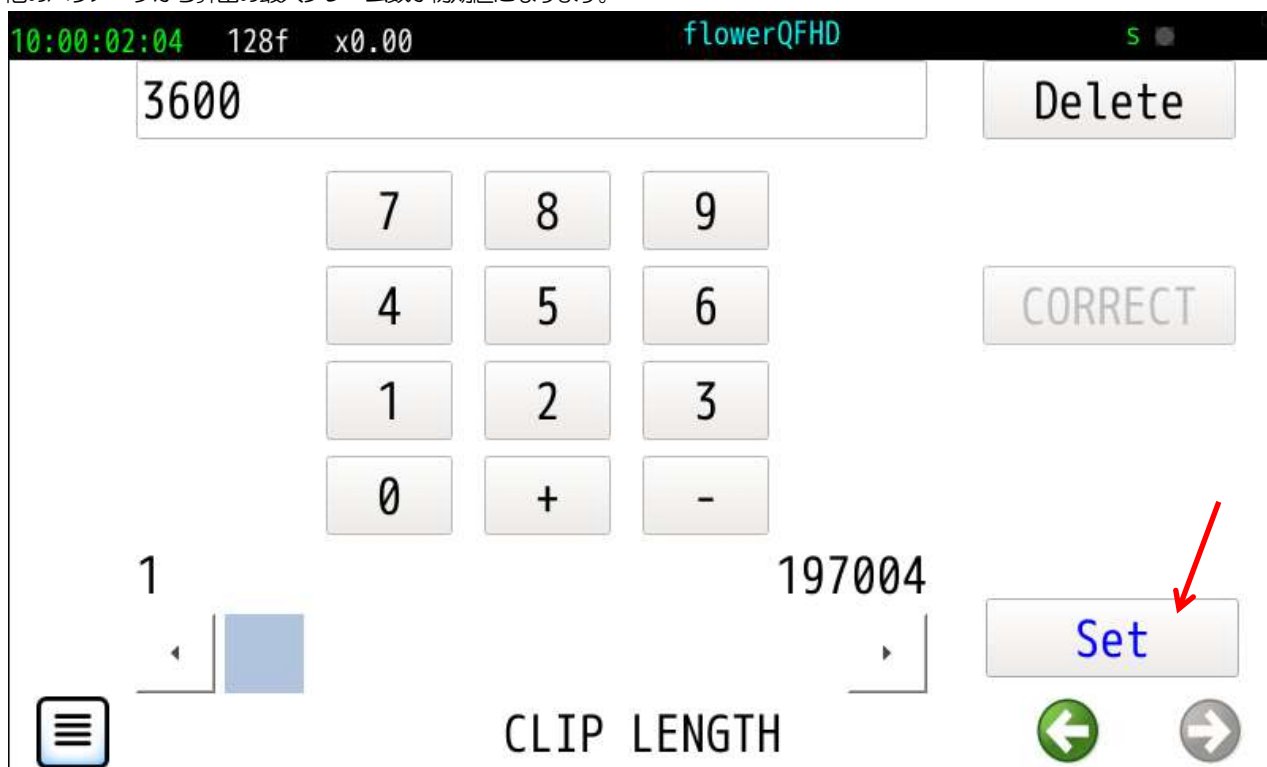 10:00:02:04 128f x0.00 flowerQFHD S
3600 Delete
7 8 9
4 5 6 CORRECT
1 2 3
0 + -
1 197004
Set
CLIP LENGTH